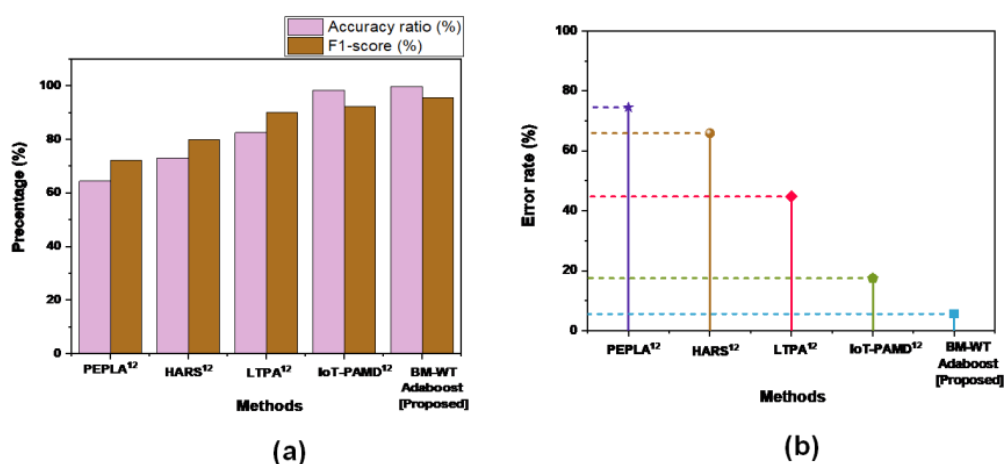 Accuracy ratio (%)
F1-score (%)
Precentage (%)
100
80
60
40
20
0
PEPLA¹²
HARS¹²
LTPA¹²
IoT-PAMD¹²
BM-WT
Adaboost
[Proposed]
Methods
(a)
Error rate (%)
100
80
60
40
20
0
PEPLA¹²
HARS¹²
LTPA¹²
IoT-PAMD¹²
BM-WT
Adaboost
[Proposed]
Methods
(b)